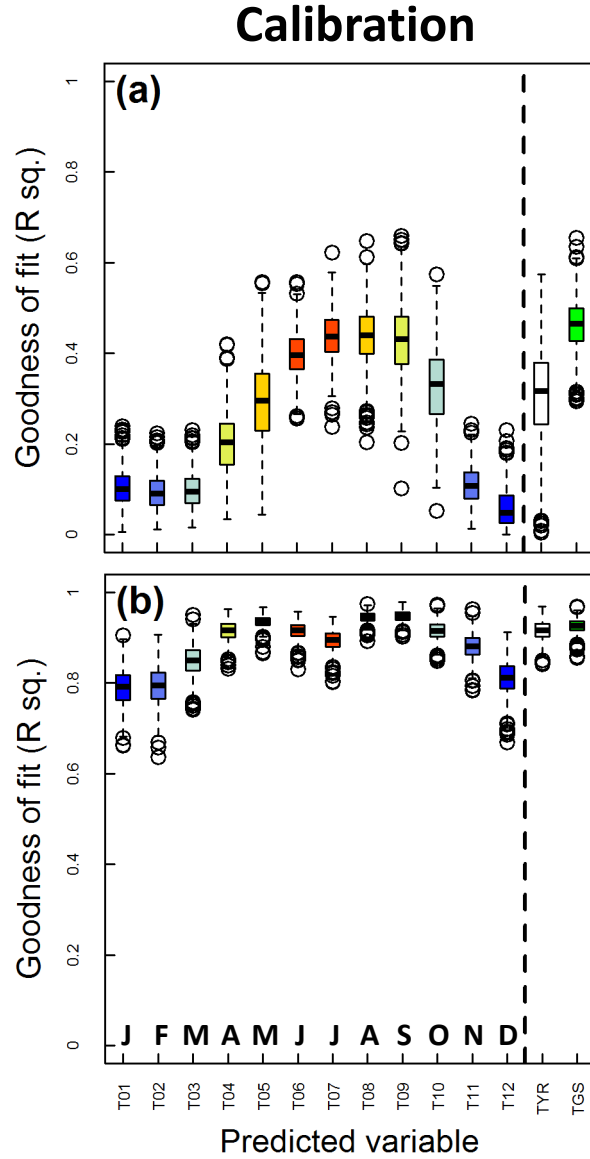 Calibration
(a)
Goodness of fit (R sq.)
1
0.8
0.6
0.4
0.2
0
(b)
Goodness of fit (R sq.)
1
0.8
0.6
0.4
0.2
0
J F M A M J J A S O N D
T01 T02 T03 T04 T05 T06 T07 T08 T09 T10 T11 T12 TYR TGS
Predicted variable